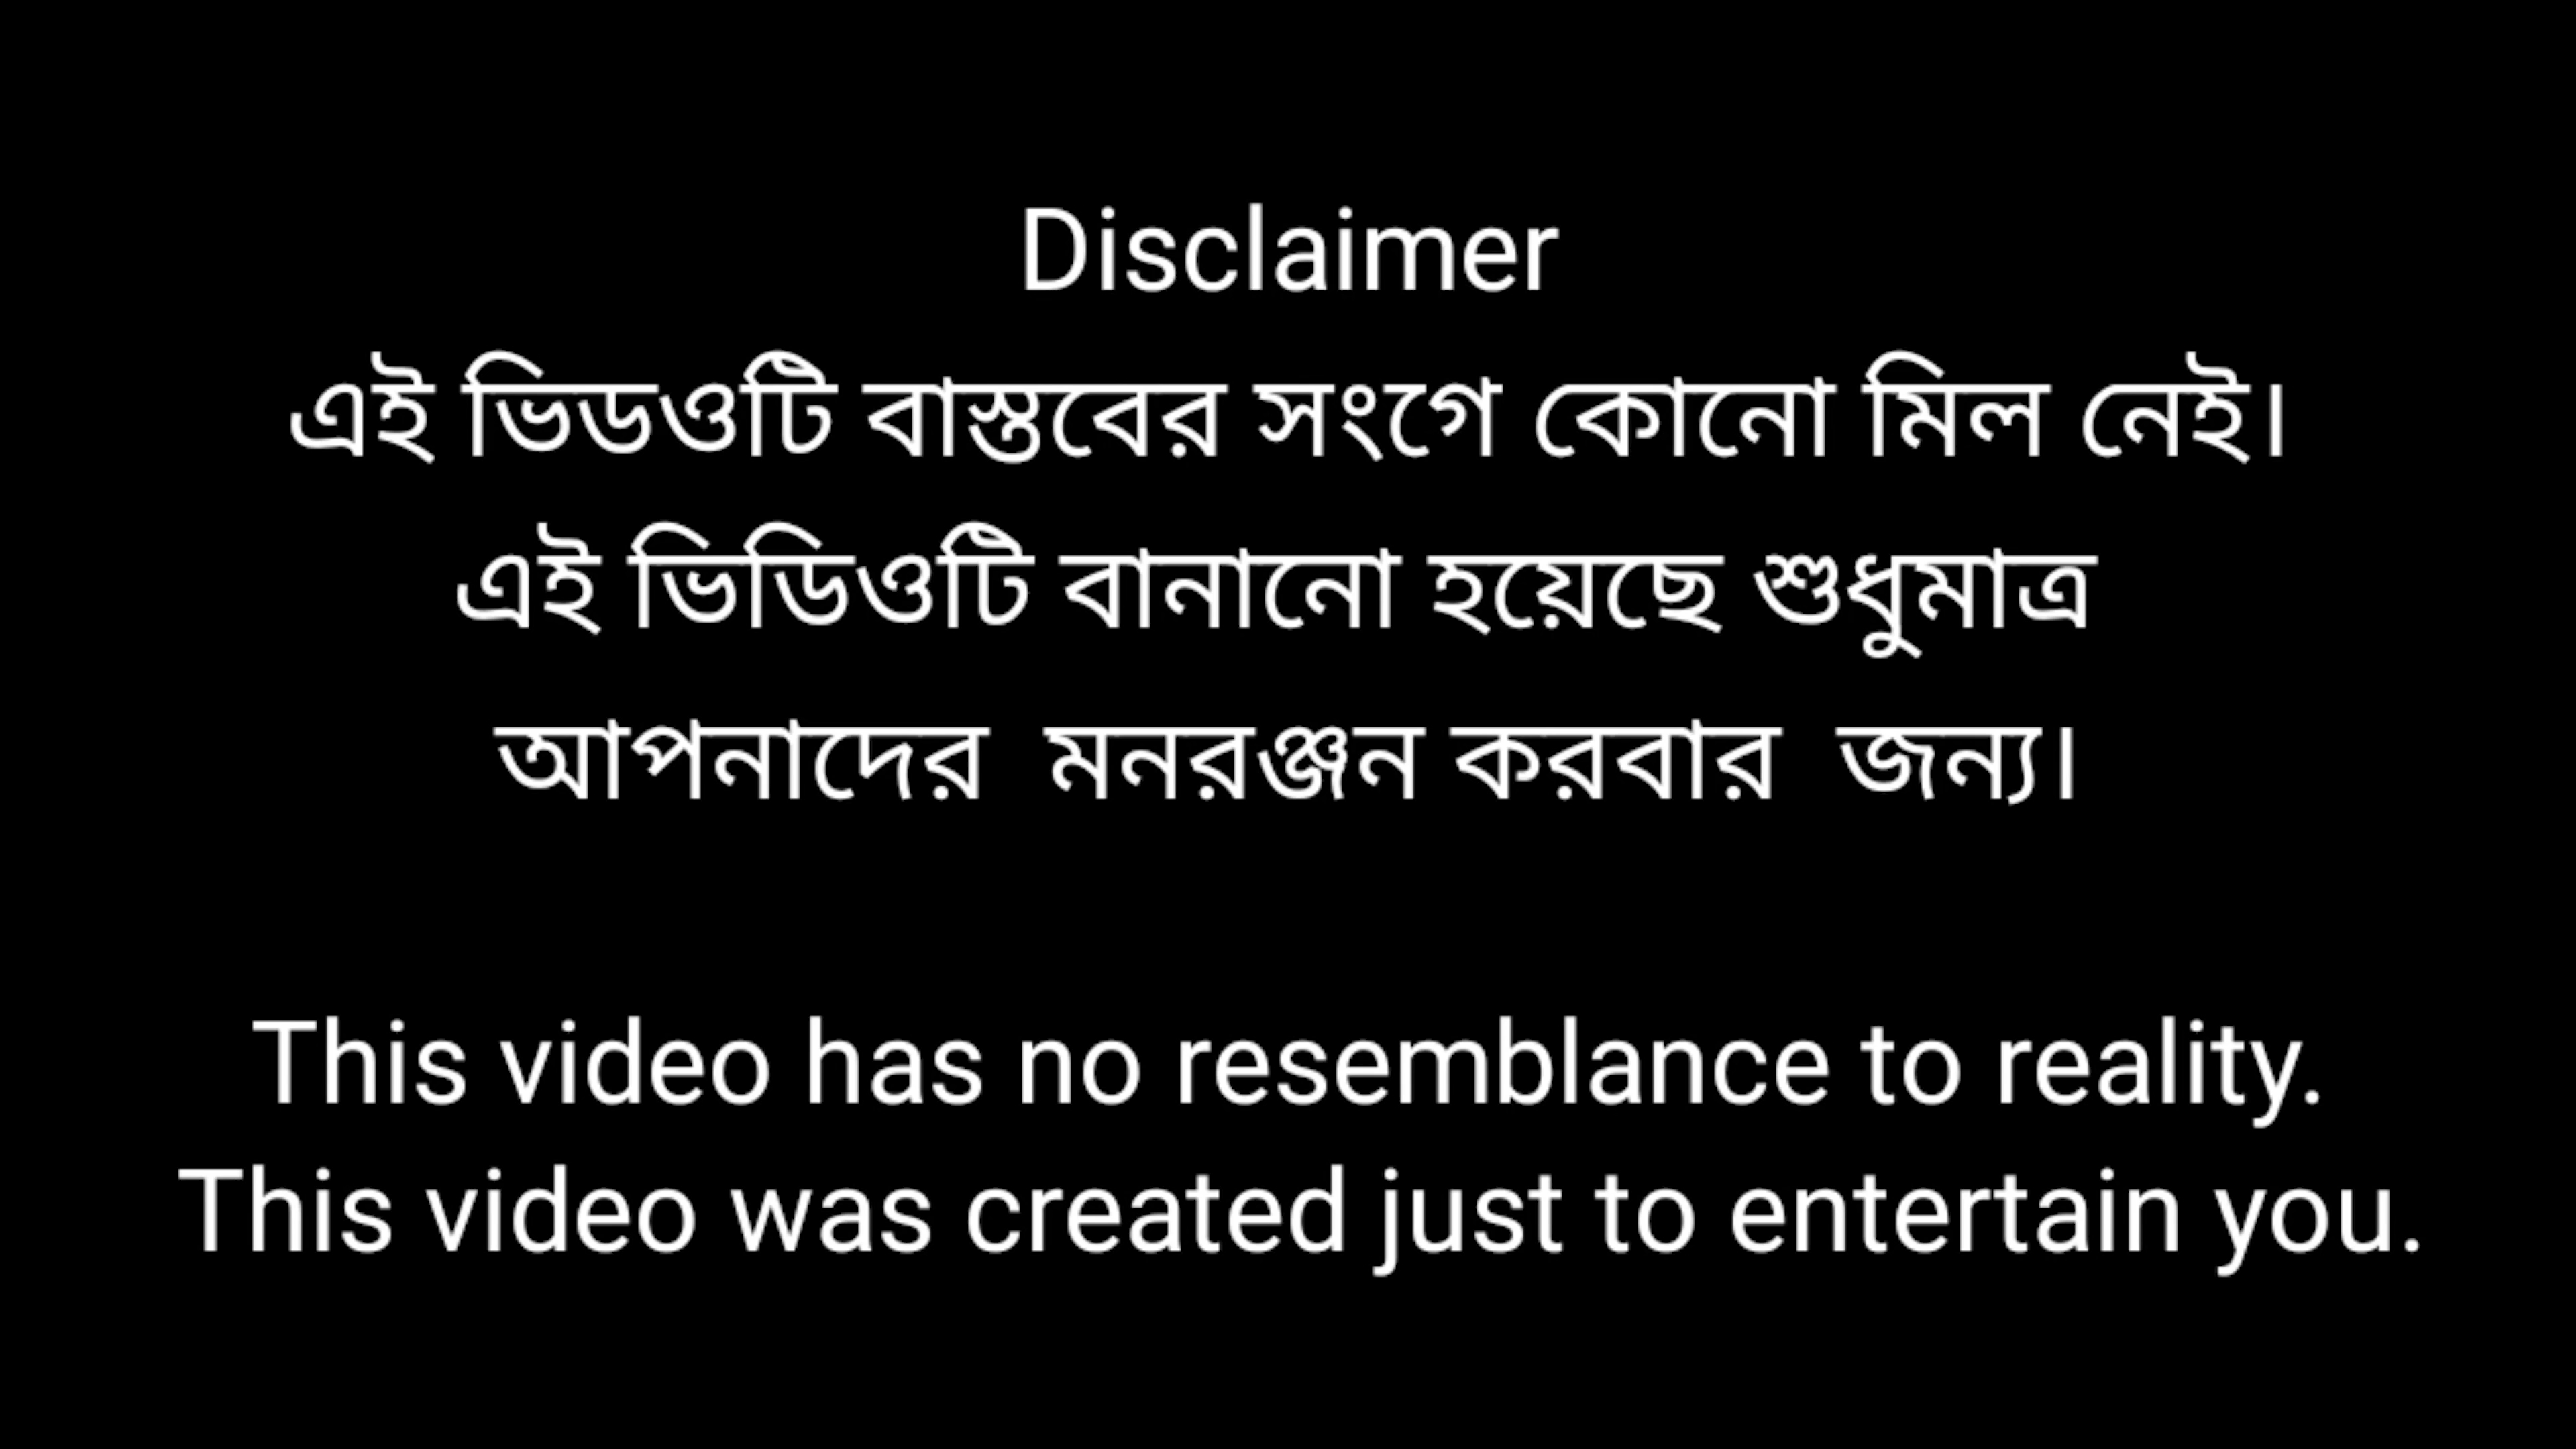 Disclaimer
এই ভিডওটি বাস্তবের সংগে কোনো মিল নেই।
এই ভিডিওটি বানানো হয়েছে শুধুমাত্র
আপনাদের  মনরঞ্জন করবার  জন্য।
This video has no resemblance to reality.
This video was created just to entertain you.